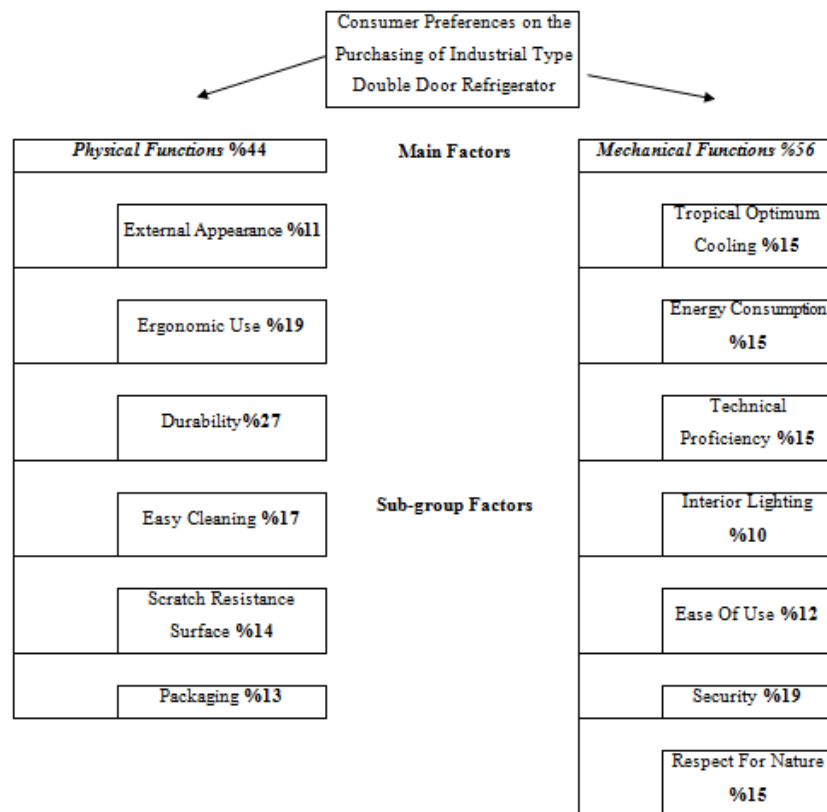 Consumer Preferences on the
Purchasing of Industrial Type
Double Door Refrigerator
Physical Functions %44
Main Factors
Mechanical Functions %56
External Appearance %11
Tropical Optimum
Cooling %15
Ergonomic Use %19
Energy Consumption
%15
Durability%27
Technical
Proficiency %15
Easy Cleaning %17
Sub-group Factors
Interior Lighting
%10
Scratch Resistance
Surface %14
Ease Of Use %12
Packaging %13
Security %19
Respect For Nature
%15